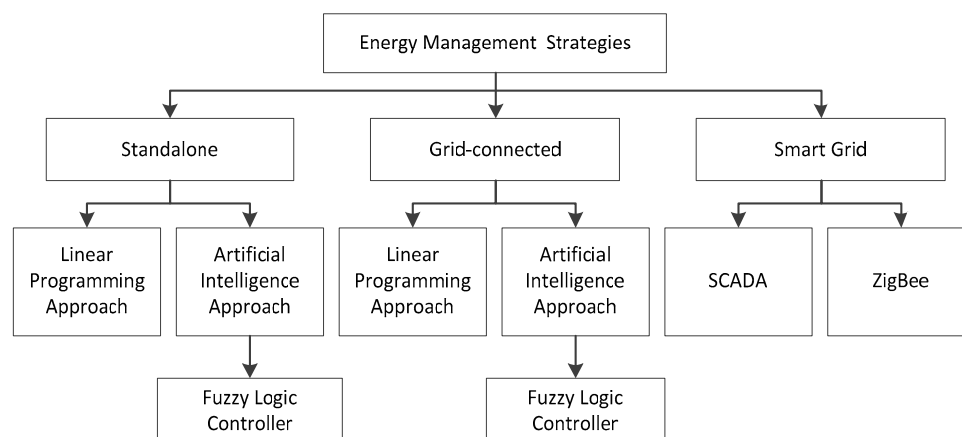 Energy Management Strategies
Standalone
Grid-connected
Smart Grid
Linear
Programming
Approach
Artificial
Intelligence
Approach
Linear
Programming
Approach
Artificial
Intelligence
Approach
SCADA
ZigBee
Fuzzy Logic
Controller
Fuzzy Logic
Controller